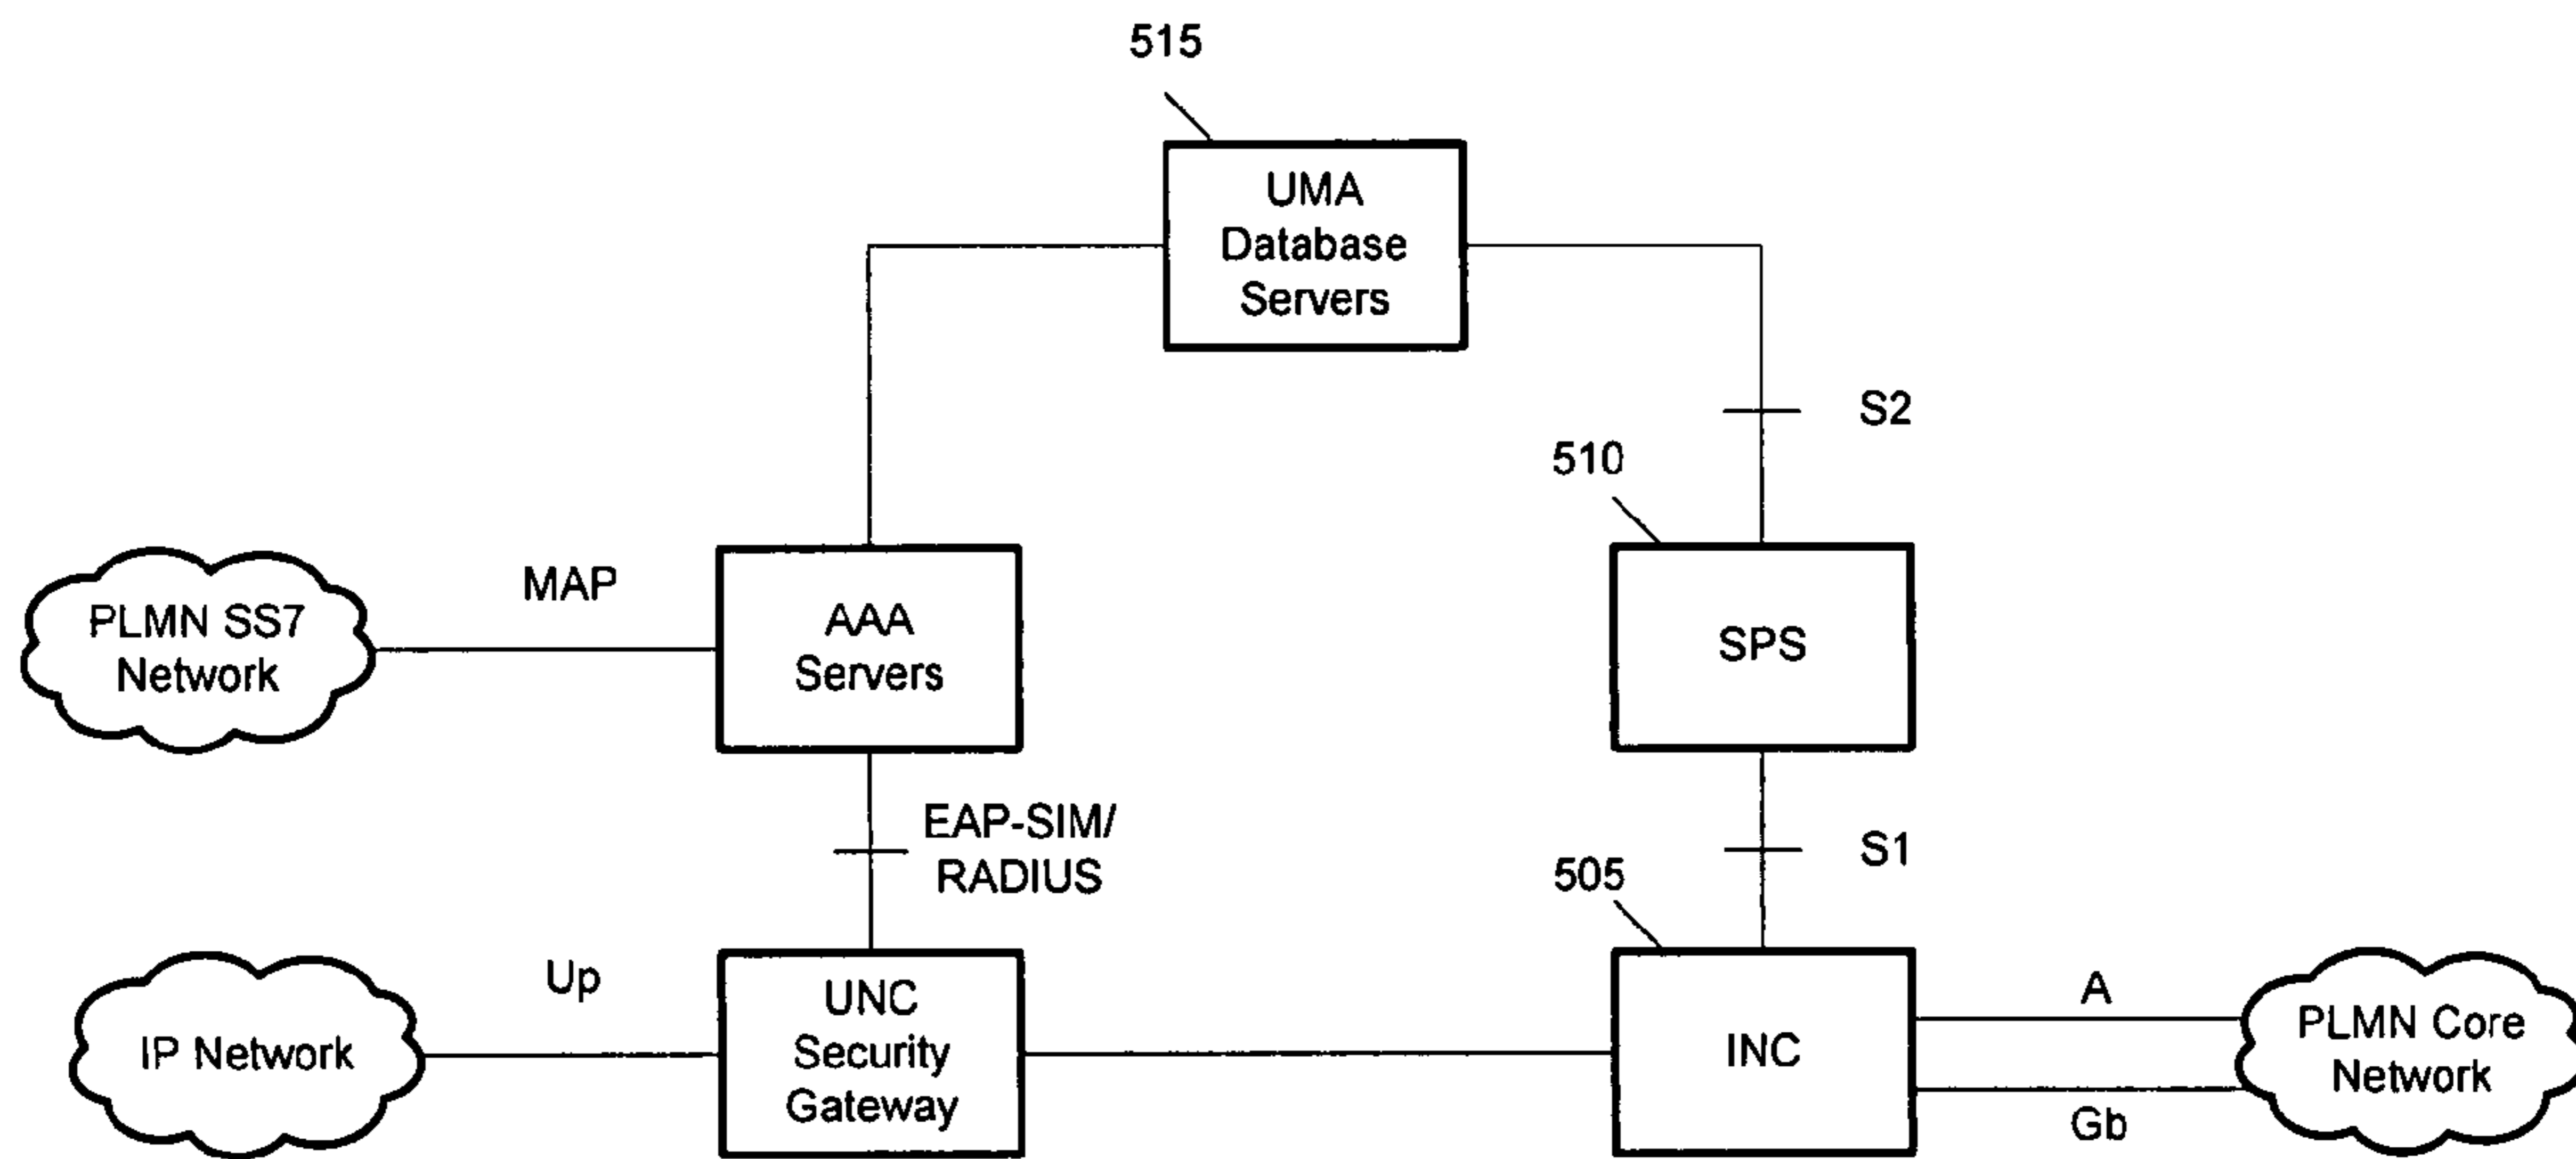 515
UMA
Database
Servers
S2
510
PLMN SS7
Network
MAP
AAA
Servers
SPS
EAP-SIM/
RADIUS
S1
505
IP Network
Up
UNC
Security
Gateway
INC
A
Gb
PLMN Core
Network